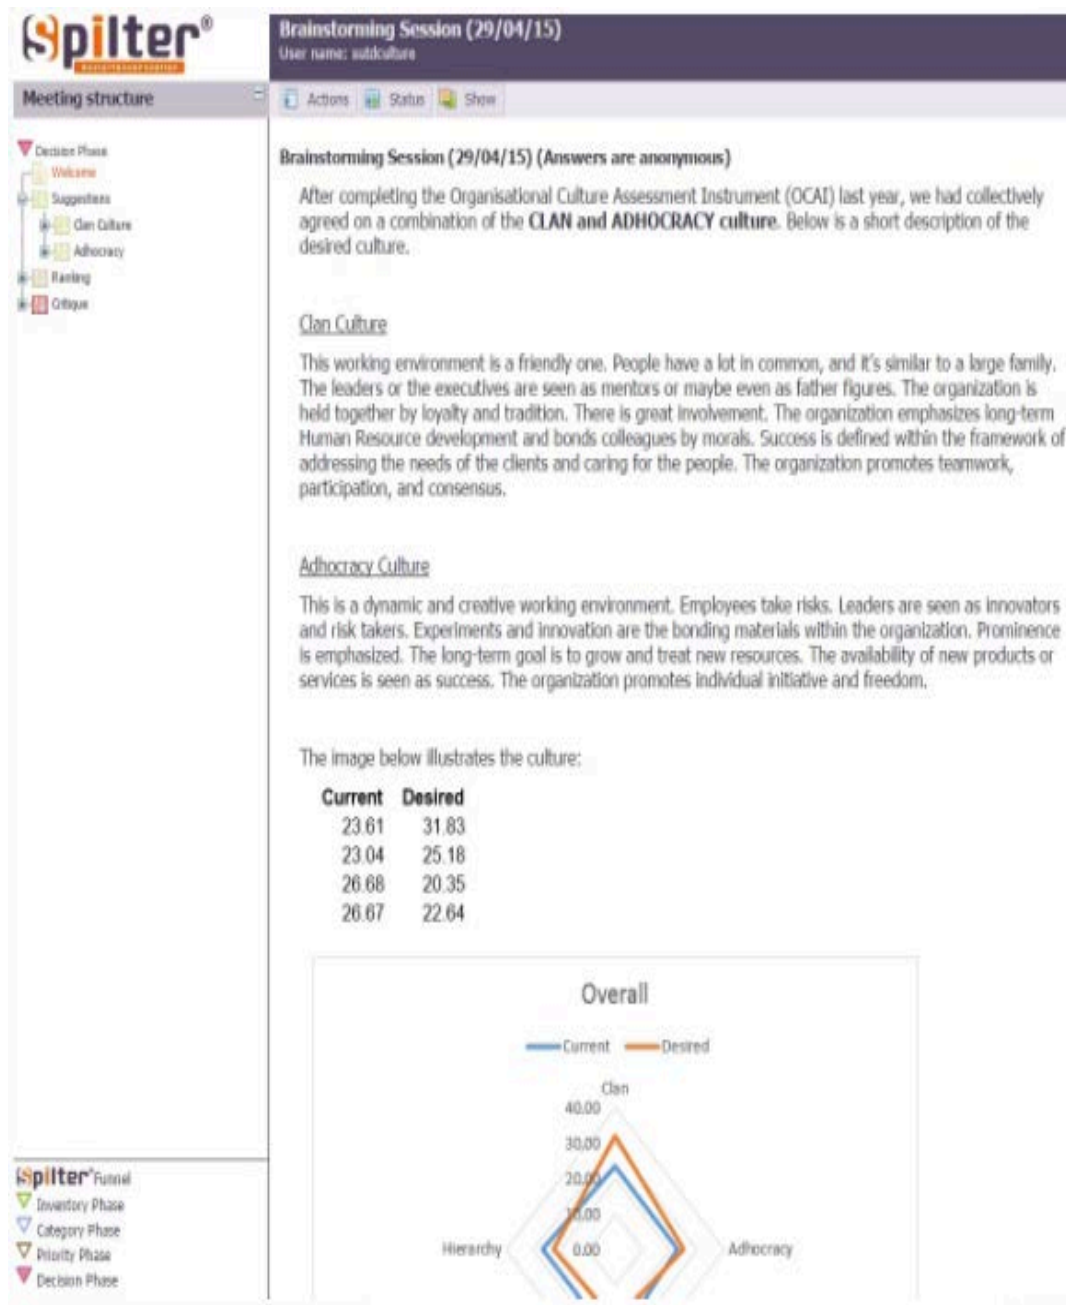 Spilter®
Brainstorming Session (29/04/15)
User name: sutdculture
Meeting structure
Actions Status Show
Decision Phase
Welcome
Suggestions
Clan Culture
Adhocracy
Ranking
Critique
Brainstorming Session (29/04/15) (Answers are anonymous)
After completing the Organisational Culture Assessment Instrument (OCAI) last year, we had collectively
agreed on a combination of the CLAN and ADHOCRACY culture. Below is a short description of the
desired culture.
Clan Culture
This working environment is a friendly one. People have a lot in common, and it's similar to a large family.
The leaders or the executives are seen as mentors or maybe even as father figures. The organization is
held together by loyalty and tradition. There is great involvement. The organization emphasizes long-term
Human Resource development and bonds colleagues by morals. Success is defined within the framework of
addressing the needs of the clients and caring for the people. The organization promotes teamwork,
participation, and consensus.
Adhocracy Culture
This is a dynamic and creative working environment. Employees take risks. Leaders are seen as innovators
and risk takers. Experiments and innovation are the bonding materials within the organization. Prominence
is emphasized. The long-term goal is to grow and treat new resources. The availability of new products or
services is seen as success. The organization promotes individual initiative and freedom.
The image below illustrates the culture:
Current Desired
23.61 31.83
23.04 25.18
26.68 20.35
26.67 22.64
Overall
Current Desired
Clan
40.00
30.00
20.00
10.00
Hierarchy 0.00 Adhocracy
Spilter® Funnel
Inventory Phase
Category Phase
Priority Phase
Decision Phase